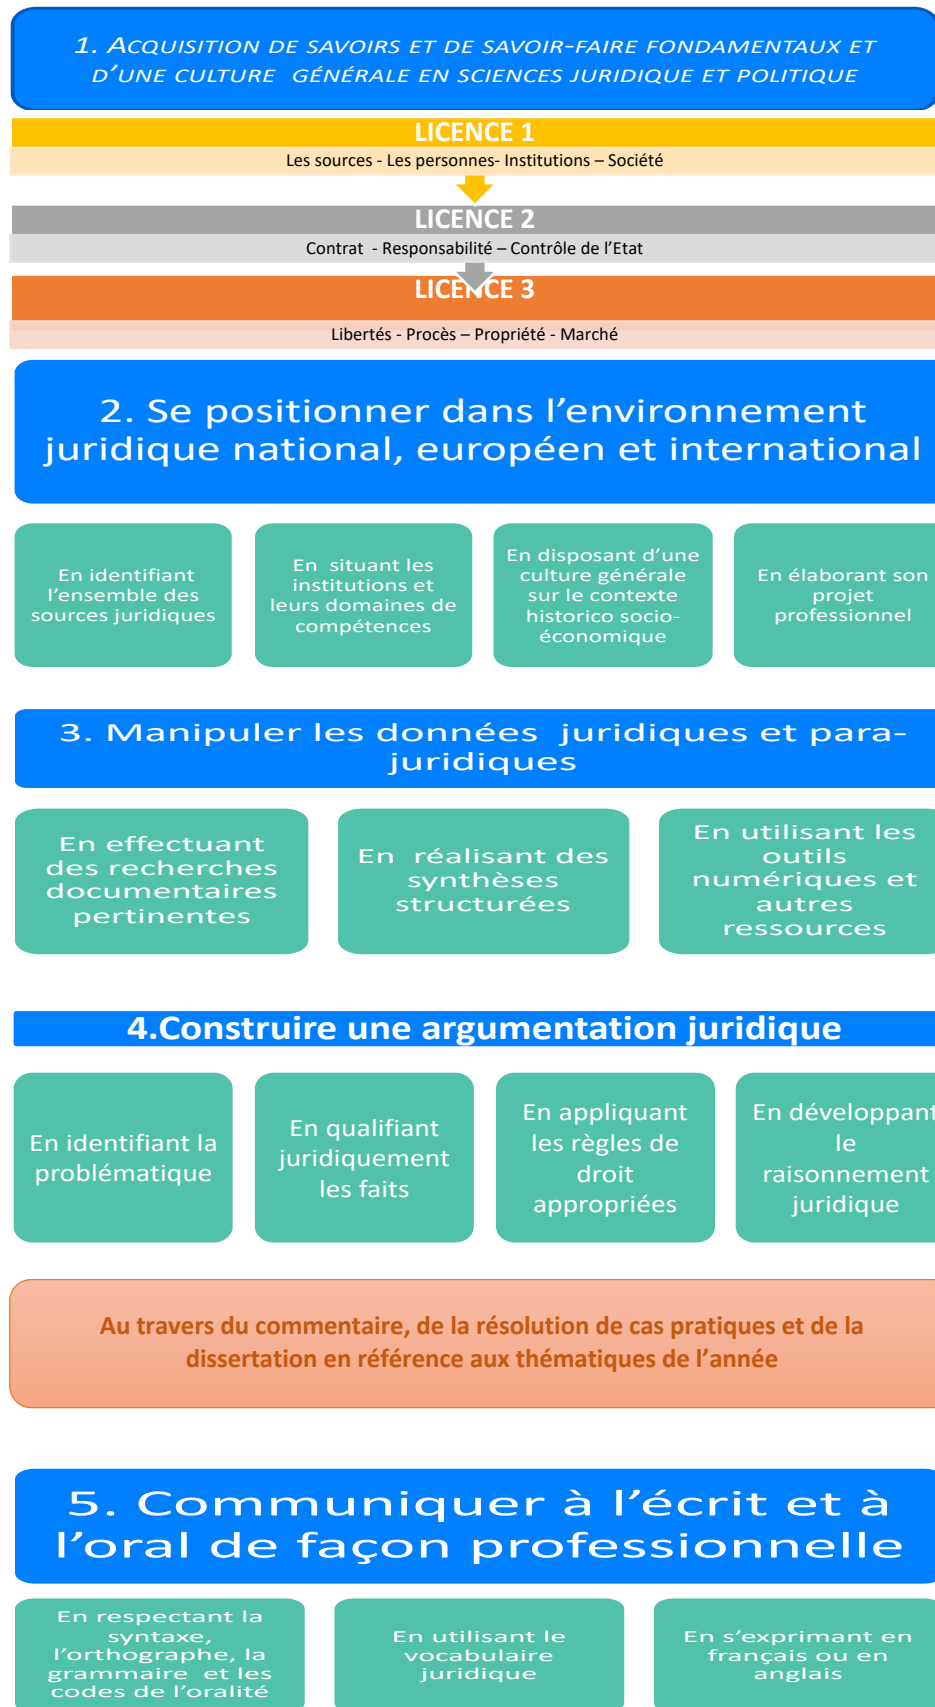 1. ACQUISITION DE SAVOIRS ET DE SAVOIR-FAIRE FONDAMENTAUX ET
D'UNE CULTURE GÉNÉRALE EN SCIENCES JURIDIQUE ET POLITIQUE
LICENCE 1
Les sources - Les personnes- Institutions – Société
LICENCE 2
Contrat - Responsabilité – Contrôle de l'Etat
LICENCE 3
Libertés - Procès – Propriété - Marché
2. Se positionner dans l'environnement
juridique national, européen et international
En identifiant
l'ensemble des
sources juridiques
En situant les
institutions et
leurs domaines de
compétences
En disposant d'une
culture générale
sur le contexte
historico socio-
économique
En élaborant son
projet
professionnel
3. Manipuler les données juridiques et para-
juridiques
En effectuant
des recherches
documentaires
pertinentes
En réalisant des
synthèses
structurées
En utilisant les
outils
numériques et
autres
ressources
4.Construire une argumentation juridique
En identifiant la
problématique
En qualifiant
juridiquement
les faits
En appliquant
les règles de
droit
appropriées
En développant
le
raisonnement
juridique
Au travers du commentaire, de la résolution de cas pratiques et de la
dissertation en référence aux thématiques de l'année
5. Communiquer à l'écrit et à
l'oral de façon professionnelle
En respectant la
syntaxe,
l'orthographe, la
grammaire et les
codes de l'oralité
En utilisant le
vocabulaire
juridique
En s'exprimant en
français ou en
anglais